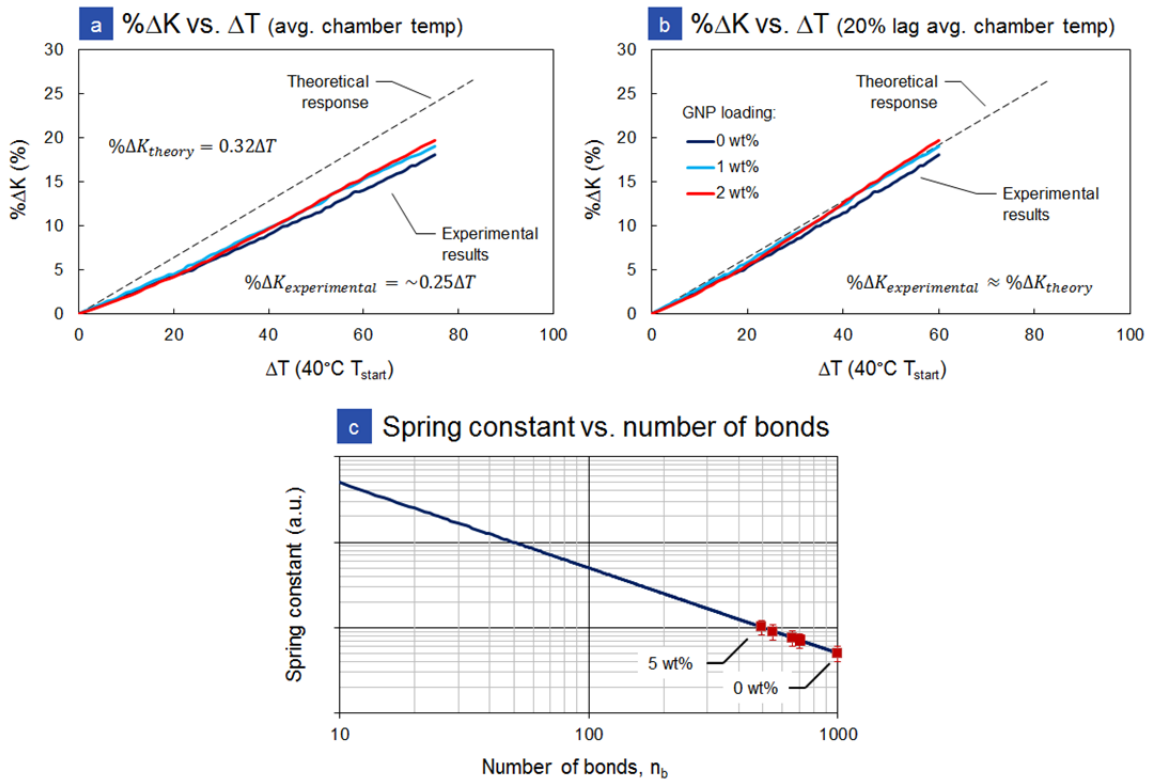 a %ΔK vs. ΔT (avg. chamber temp)
30
25
20
15
10
5
0
%ΔK (%)
Theoretical
response
%ΔK_theory = 0.32ΔT
Experimental
results
%ΔK_experimental = ~0.25ΔT
0 20 40 60 80 100
ΔT (40°C T_start)
b %ΔK vs. ΔT (20% lag avg. chamber temp)
30
25
20
15
10
5
0
%ΔK (%)
Theoretical
response
GNP loading:
0 wt%
1 wt%
2 wt%
Experimental
results
%ΔK_experimental ≈ %ΔK_theory
0 20 40 60 80 100
ΔT (40°C T_start)
c Spring constant vs. number of bonds
Spring constant (a.u.)
5 wt%
0 wt%
10 100 1000
Number of bonds, n_b